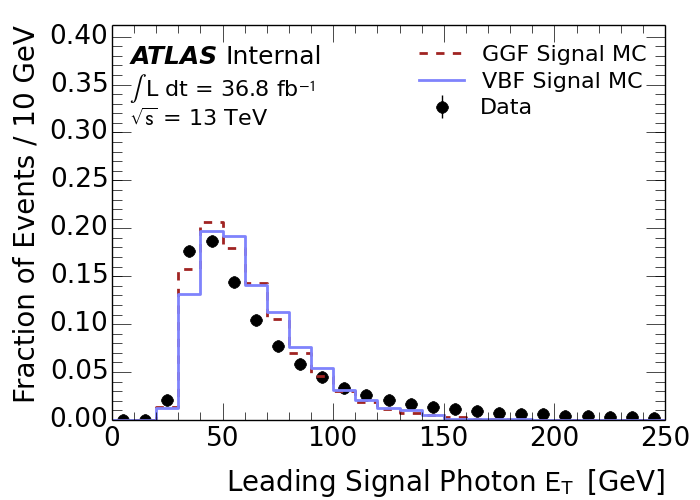 ATLAS Internal
∫L dt = 36.8 fb⁻¹
√s = 13 TeV
GGF Signal MC
VBF Signal MC
Data
Fraction of Events / 10 GeV
0.40
0.35
0.30
0.25
0.20
0.15
0.10
0.05
0.00
0 50 100 150 200 250
Leading Signal Photon E_T [GeV]